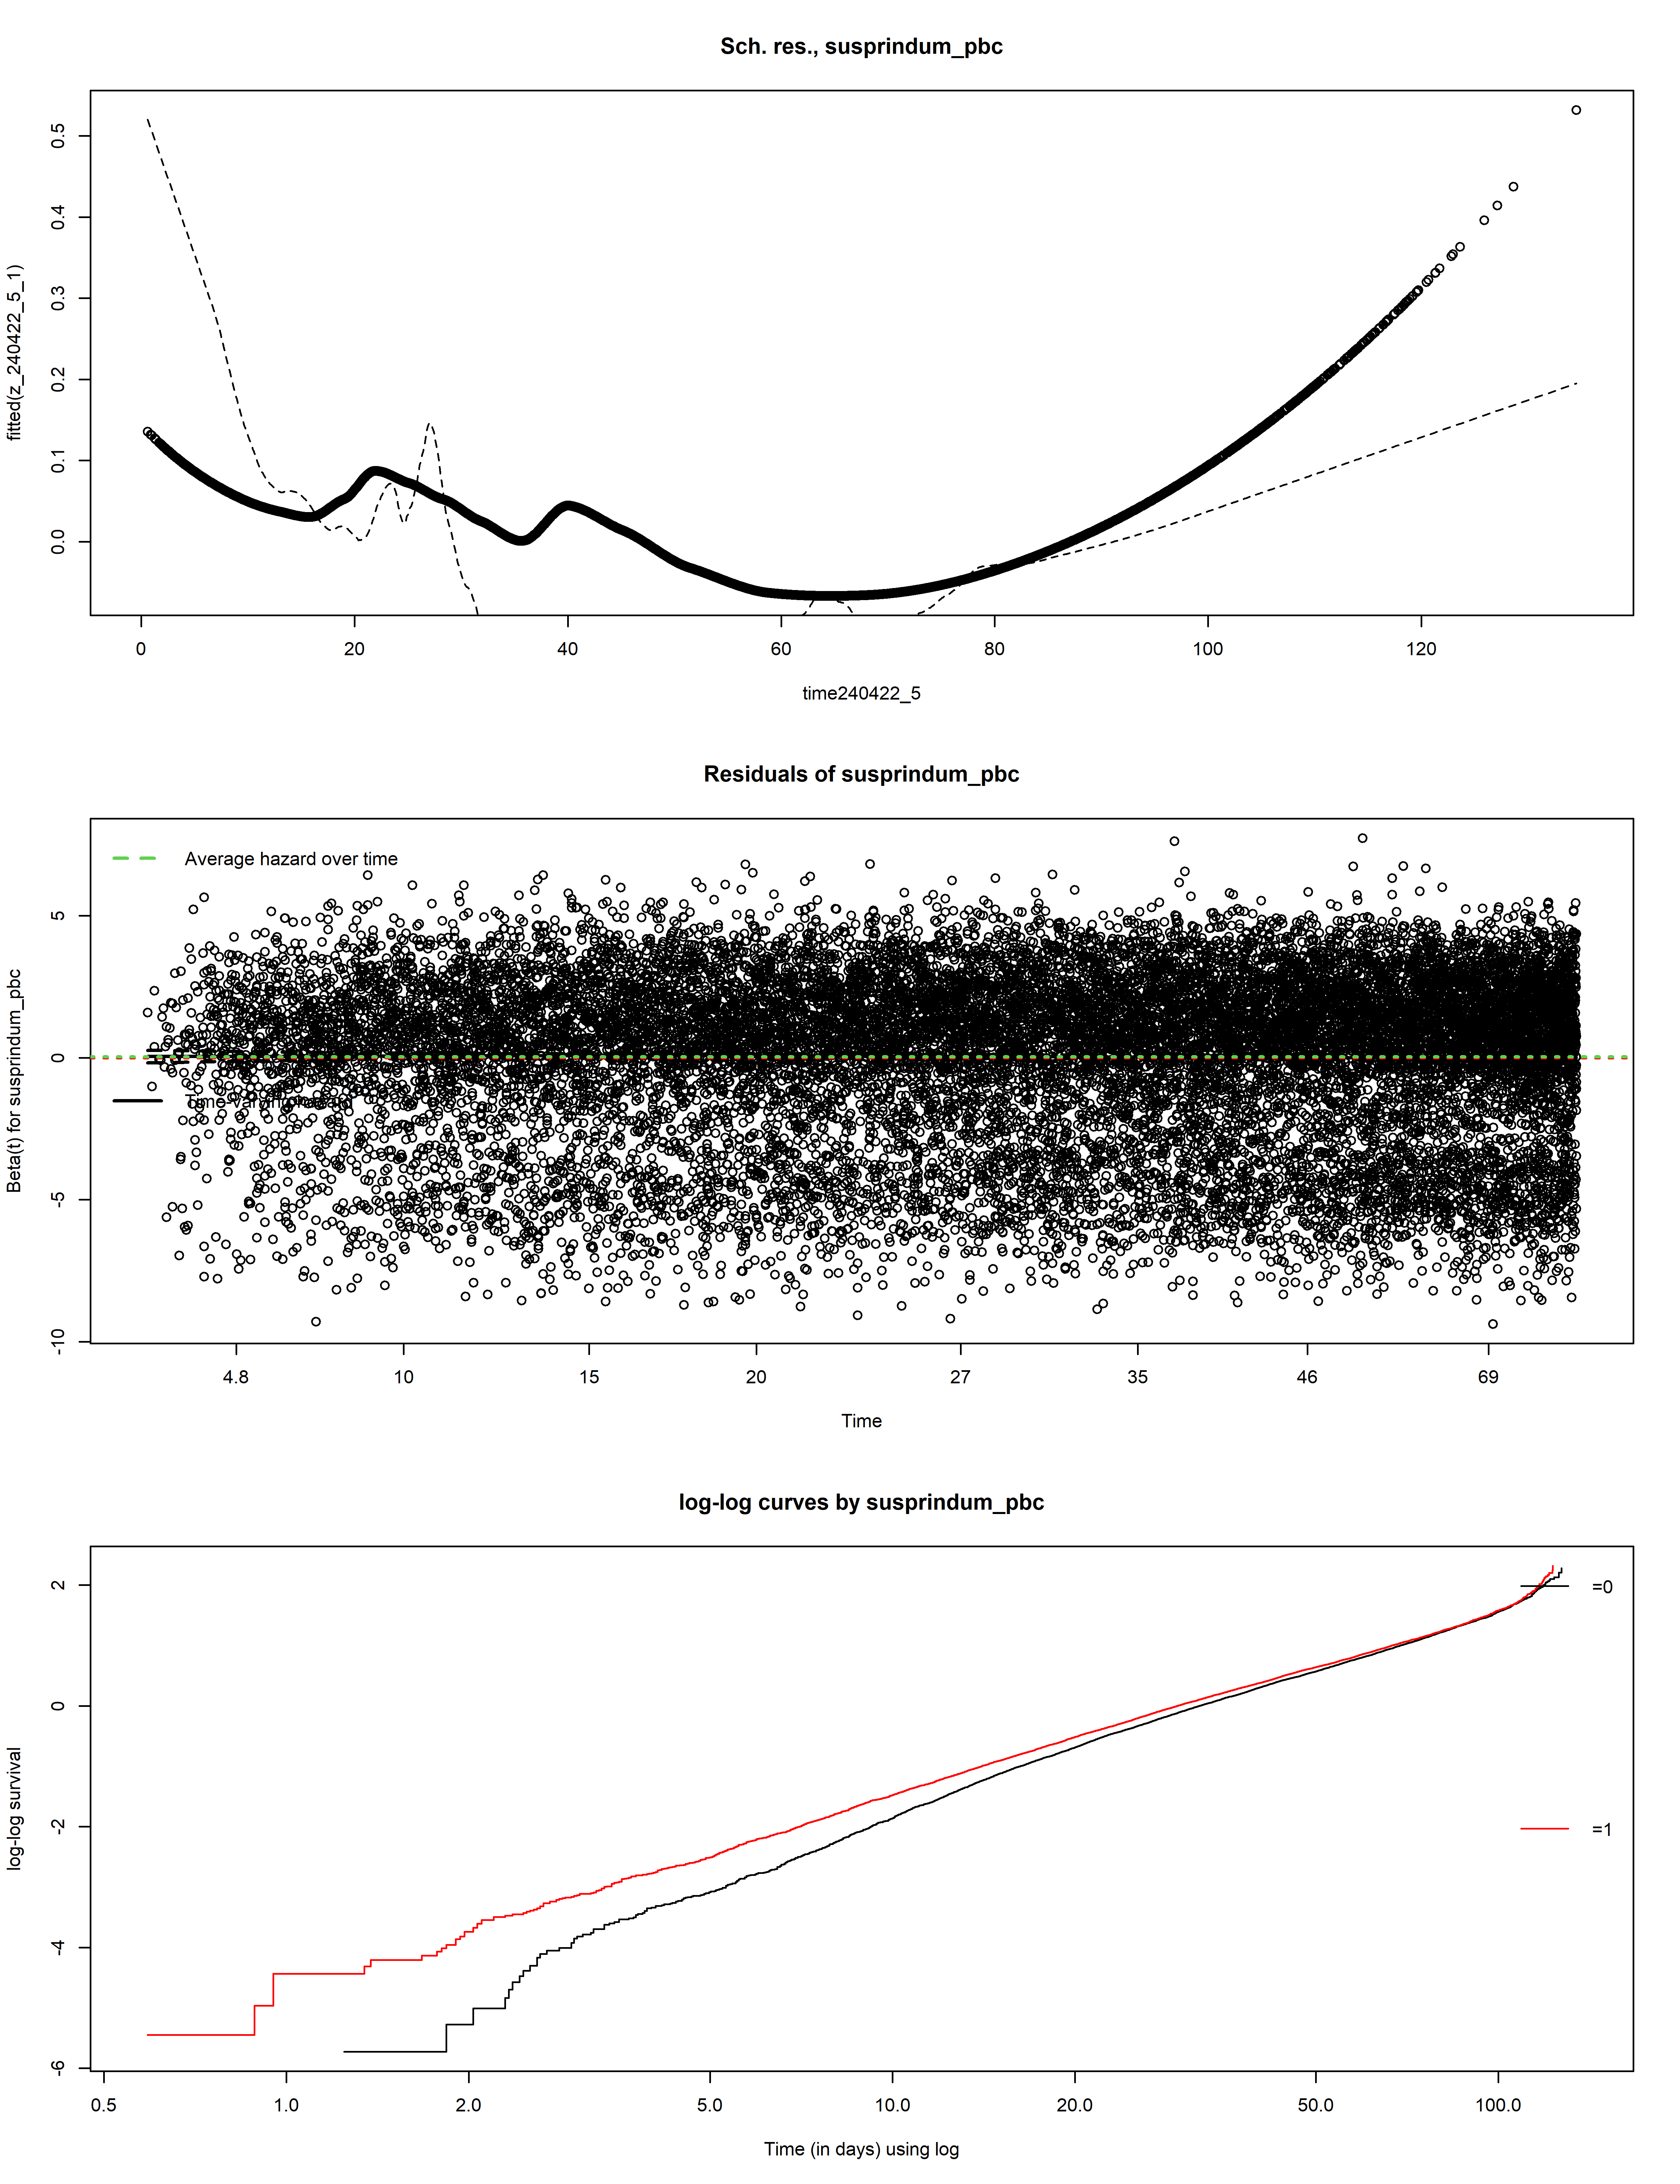 Sch. res., susprindum_pbc
fitted(z_240422_5_1)
0.5
0.4
0.3
0.2
0.1
0.0
0 20 40 60 80 100 120
time240422_5
Residuals of susprindum_pbc
Beta(t) for susprindum_pbc
Average hazard over time
5
0
-5
-10
4.8 10 15 20 27 35 46 69
Time
log-log curves by susprindum_pbc
log-log survival
2
0
-2
-4
-6
=0
=1
0.5 1.0 2.0 5.0 10.0 20.0 50.0 100.0
Time (in days) using log